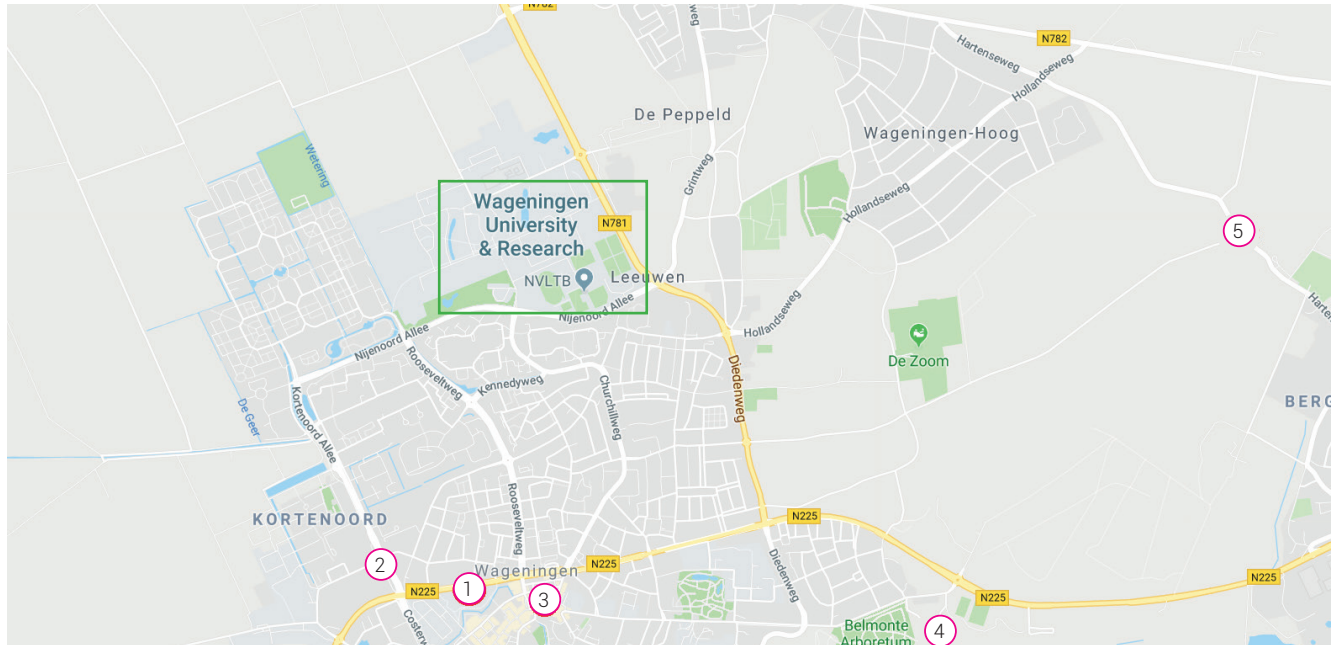 N782
weg
Hartenseweg
N782
Hollandseweg
De Peppeld
Wageningen-Hoog
Wetering
Grintweg
Wageningen
University
& Research
N781
Hollandseweg
5
NVLTB
Leeuwen
Nijenoord Allee
Nijenoord Allee
Hollandseweg
De Zoom
Rooseveltweg
Kennedyweg
Churchillweg
Diedenweg
Kortenoord Allee
De Geer
BERG
Rooseveltweg
KORTENOORD
N225
2
Wageningen
N225
Diedenweg
N225
N225
1
3
Belmonte
Arboretum
4